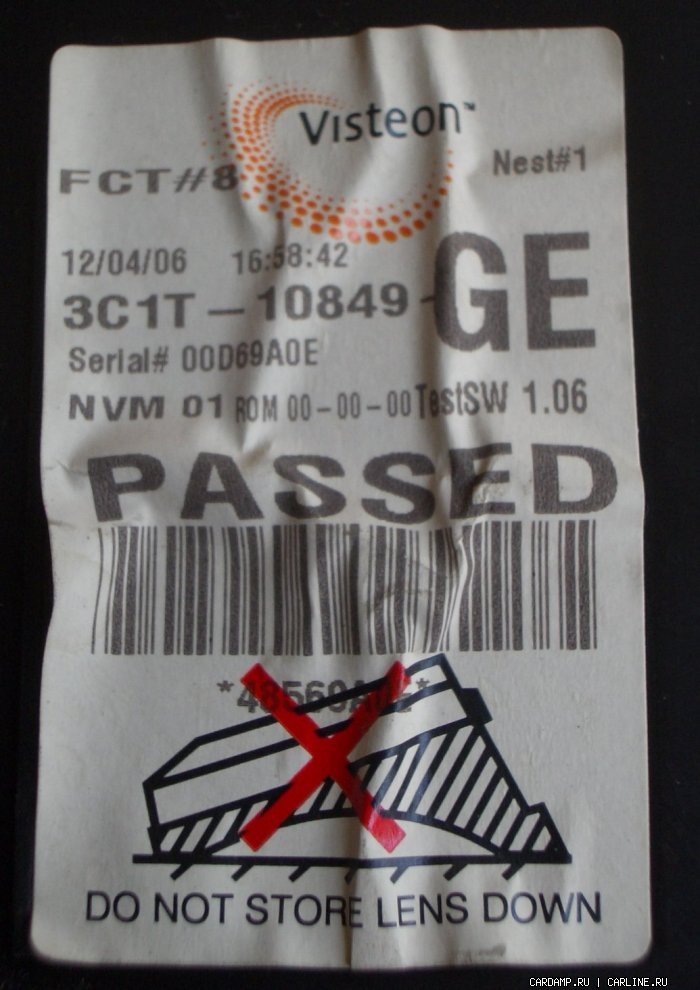 Visteon™
FCT#8 Nest#1
12/04/06 16:58:42
3C1T-10849-GE
Serial# 00D69A0E
NVM 01 ROM 00-00-00 TestSW 1.06
PASSED
DO NOT STORE LENS DOWN
CARDAMP.RU | CARLINE.RU